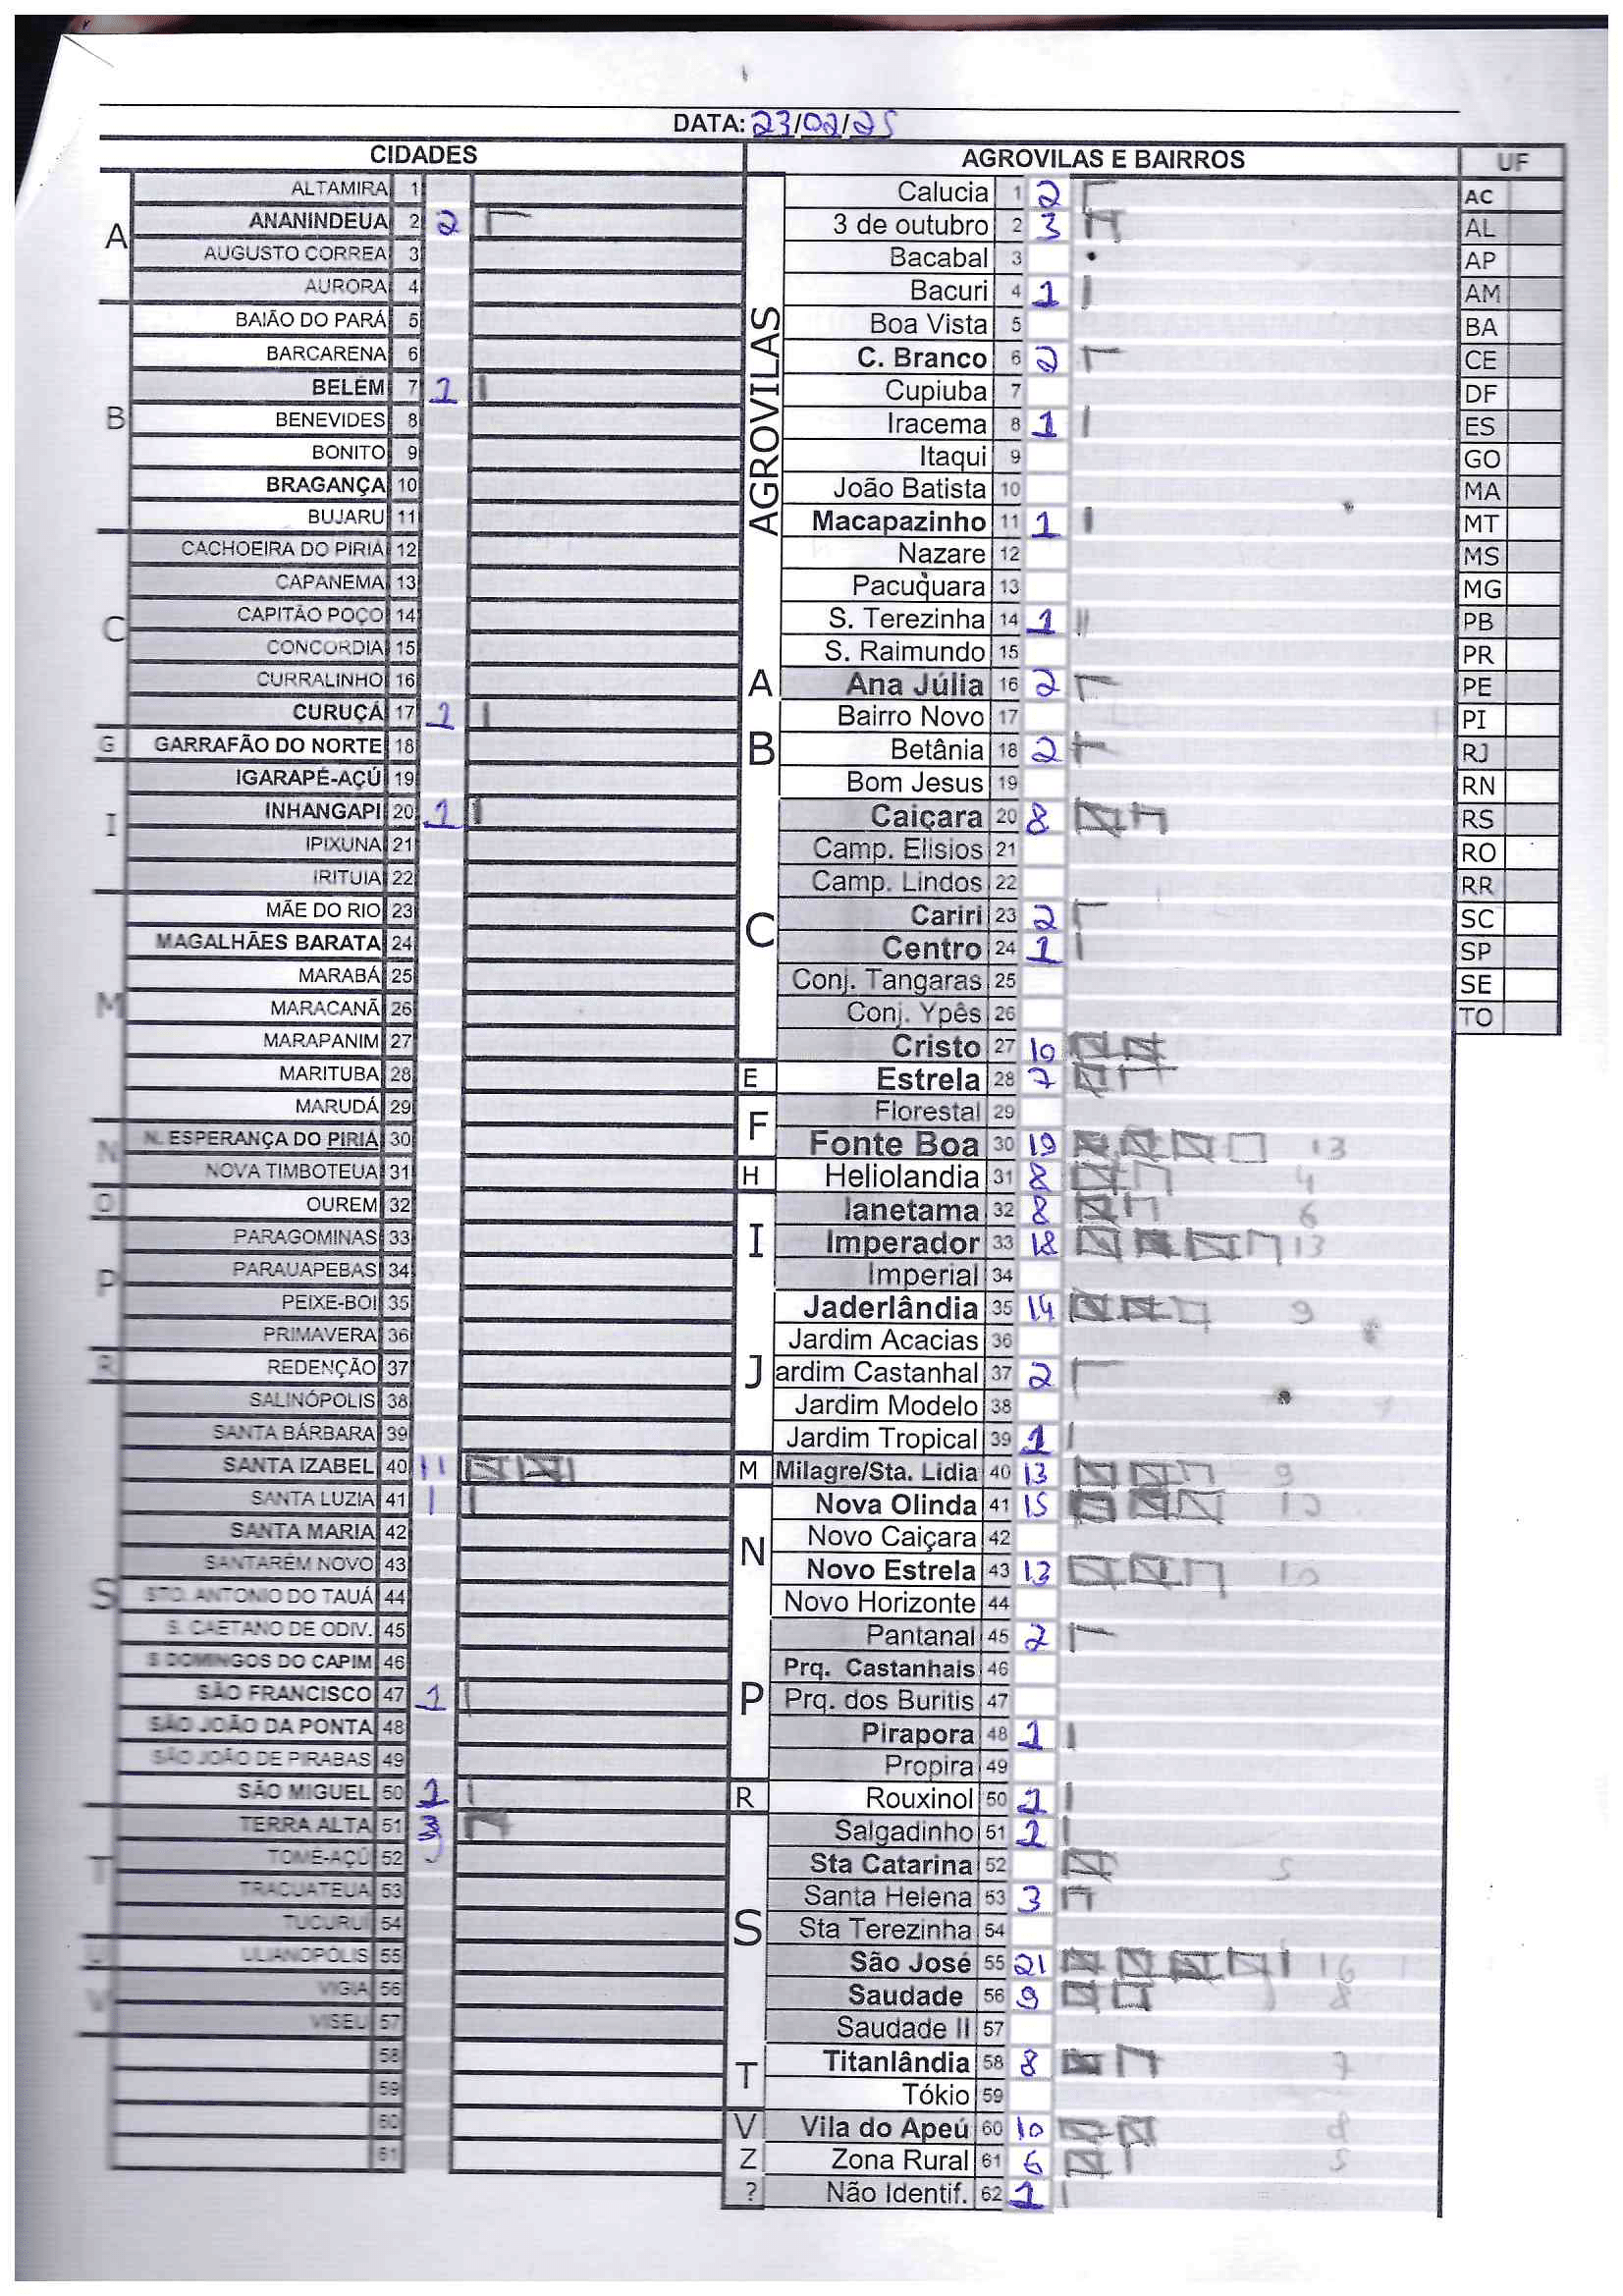 DATA: 23/02/25
CIDADES
A
ALTAMIRA 1
ANANINDEUA 2 2
AUGUSTO CORREA 3
AURORA 4
B
BAIÃO DO PARÁ 5
BARCARENA 6
BELÉM 7 1
BENEVIDES 8
BONITO 9
BRAGANÇA 10
BUJARU 11
C
CACHOEIRA DO PIRIÁ 12
CAPANEMA 13
CAPITÃO POÇO 14
CONCORDIA 15
CURRALINHO 16
CURUÇÁ 17 1
G
GARRAFÃO DO NORTE 18
I
IGARAPÉ-AÇÚ 19
INHANGAPI 20 1
IPIXUNA 21
IRITUIA 22
M
MÃE DO RIO 23
MAGALHÃES BARATA 24
MARABÁ 25
MARACANÃ 26
MARAPANIM 27
MARITUBA 28
MARUDÁ 29
N
N. ESPERANÇA DO PIRIÁ 30
NOVA TIMBOTEUA 31
O
OUREM 32
P
PARAGOMINAS 33
PARAUAPEBAS 34
PEIXE-BOI 35
PRIMAVERA 36
R
REDENÇÃO 37
S
SALINÓPOLIS 38
SANTA BÁRBARA 39
SANTA IZABEL 40 11
SANTA LUZIA 41 1
SANTA MARIA 42
SANTARÉM NOVO 43
STO. ANTONIO DO TAUÁ 44
S. CAETANO DE ODIV. 45
S DOMINGOS DO CAPIM 46
SÃO FRANCISCO 47 1
SÃO JOÃO DA PONTA 48
SÃO JOÃO DE PIRABAS 49
SÃO MIGUEL 50 1
T
TERRA ALTA 51 3
TOMÉ-AÇÚ 52
TRACUATEUA 53
TUCURUI 54
ULIANOPOLIS 55
V
VIGIA 56
VISEU 57
58
59
60
61
AGROVILAS E BAIRROS
AGROVILAS
Calucia 1 2
3 de outubro 2 3
Bacabal 3
Bacuri 4 1
Boa Vista 5
C. Branco 6 2
Cupiuba 7
Iracema 8 1
Itaqui 9
João Batista 10
Macapazinho 11 1
Nazare 12
Pacuquara 13
S. Terezinha 14 1
S. Raimundo 15
A
Ana Júlia 16 2
B
Bairro Novo 17
Betânia 18 2
Bom Jesus 19
C
Caiçara 20 8
Camp. Elisios 21
Camp. Lindos 22
Cariri 23 2
Centro 24 1
Conj. Tangaras 25
Conj. Ypês 26
Cristo 27 10
E
Estrela 28 7
F
Florestal 29
Fonte Boa 30 19 13
H
Heliolandia 31 8 4
I
Ianetama 32 8 6
Imperador 33 18 13
Imperial 34
J
Jaderlândia 35 14 9
Jardim Acacias 36
ardim Castanhal 37 2
Jardim Modelo 38
Jardim Tropical 39 1
M
Milagre/Sta. Lidia 40 13 9
N
Nova Olinda 41 15
Novo Caiçara 42
Novo Estrela 43 13 10
Novo Horizonte 44
P
Pantanal 45 2
Prq. Castanhais 46
Prq. dos Buritis 47
Pirapora 48 1
Propira 49
R
Rouxinol 50 1
S
Salgadinho 51 1
Sta Catarina 52 5
Santa Helena 53 3
Sta Terezinha 54
São José 55 21 16
Saudade 56 9 8
Saudade II 57
T
Titanlândia 58 8 7
Tókio 59
V
Vila do Apeú 60 10
Z
Zona Rural 61 6 5
?
Não Identif. 62 1
UF
AC
AL
AP
AM
BA
CE
DF
ES
GO
MA
MT
MS
MG
PB
PR
PE
PI
RJ
RN
RS
RO
RR
SC
SP
SE
TO